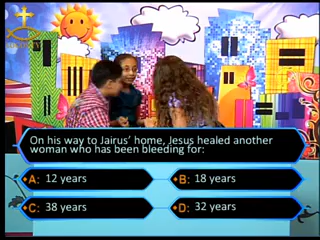 On his way to Jairus' home, Jesus healed another
woman who has been bleeding for:
A: 12 years
B: 18 years
C: 38 years
D: 32 years